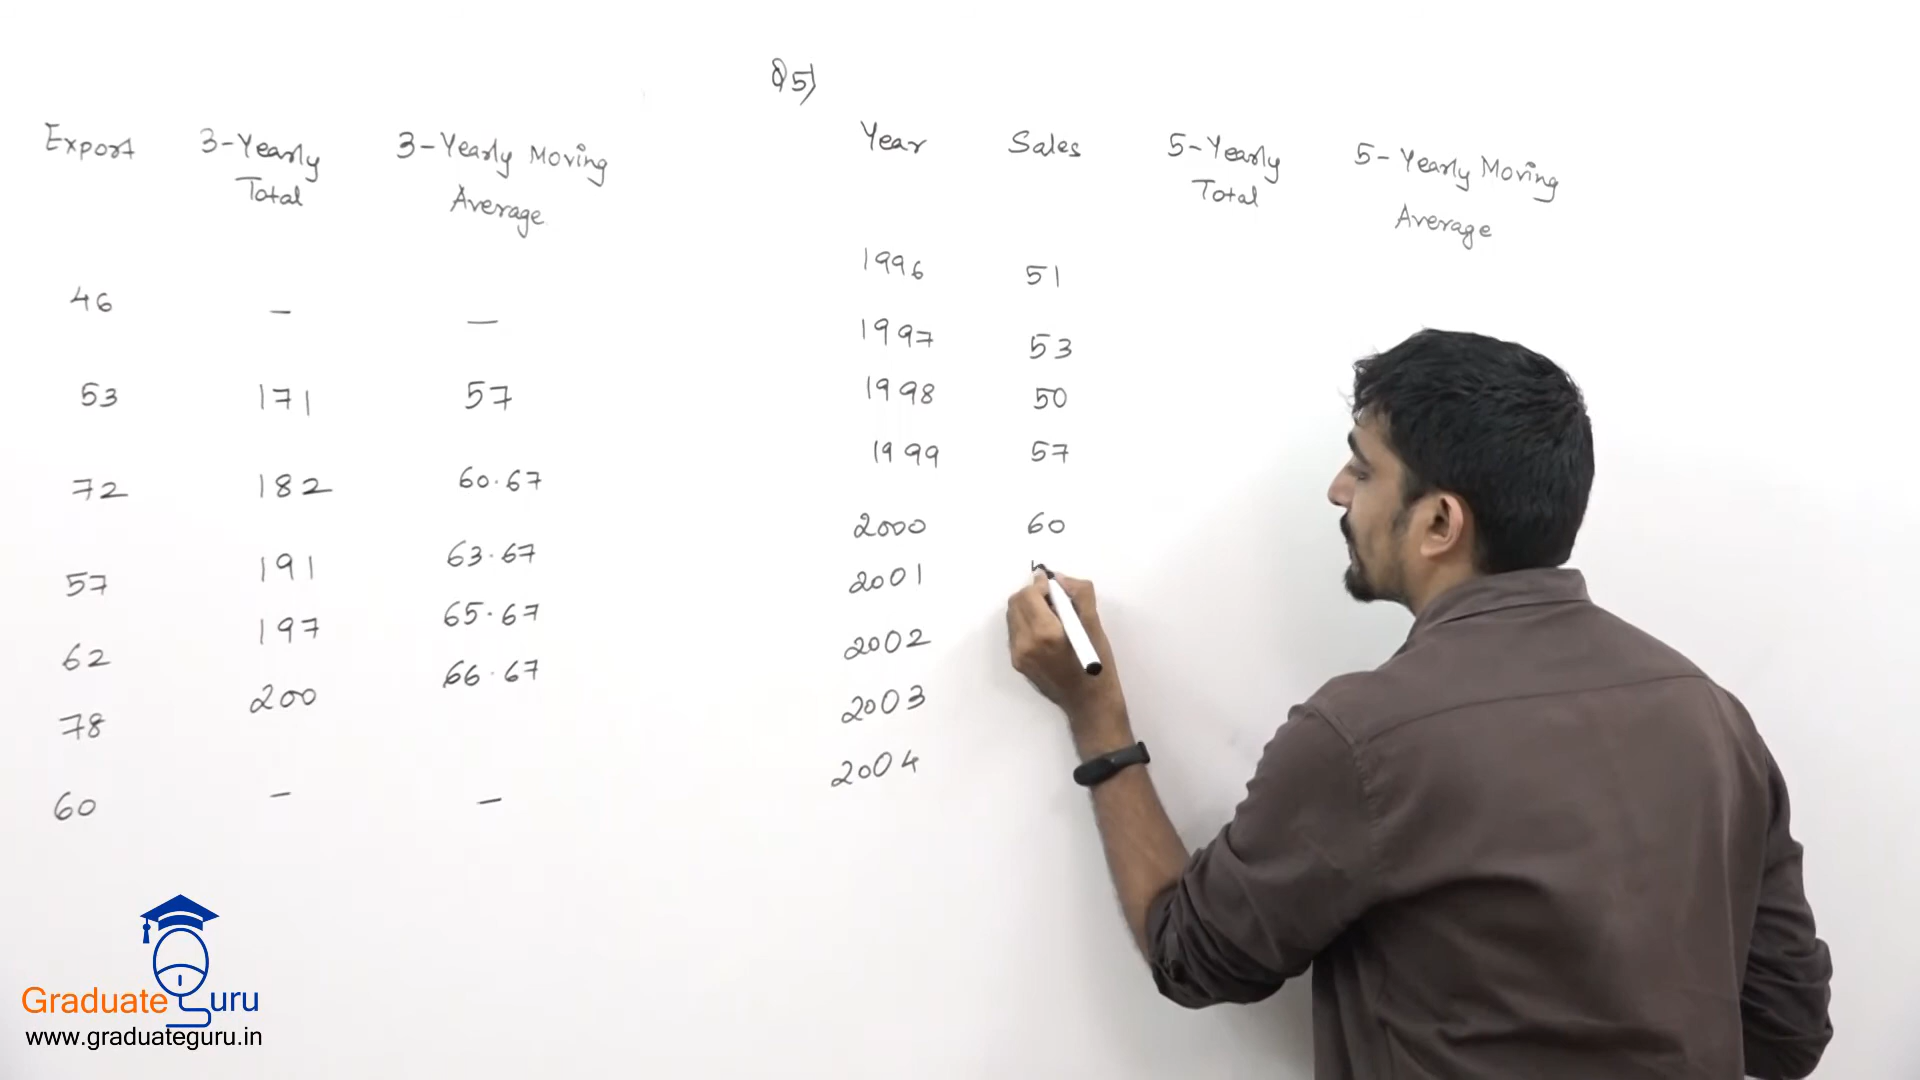 Q5)
Export 3-Yearly Total 3-Yearly Moving Average
46 — —
53 171 57
72 182 60.67
57 191 63.67
62 197 65.67
78 200 66.67
60 — —
Year Sales 5-Yearly Total 5-Yearly Moving Average
1996 51
1997 53
1998 50
1999 57
2000 60
2001
2002
2003
2004
Graduate Guru
www.graduateguru.in